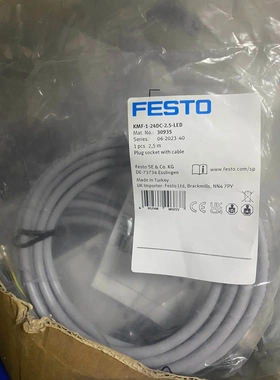 FESTO
KMF-1-24DC-2.5-LED
Mat. No.: 30935
Series: 06-2023-40
1 pcs 2,5 m
Plug socket with cable
Festo SE & Co. KG
DE-73734 Esslingen
www.festo.com/sp
Made in Turkey
UK Importer: Festo Ltd, Brackmills, NN4 7PY